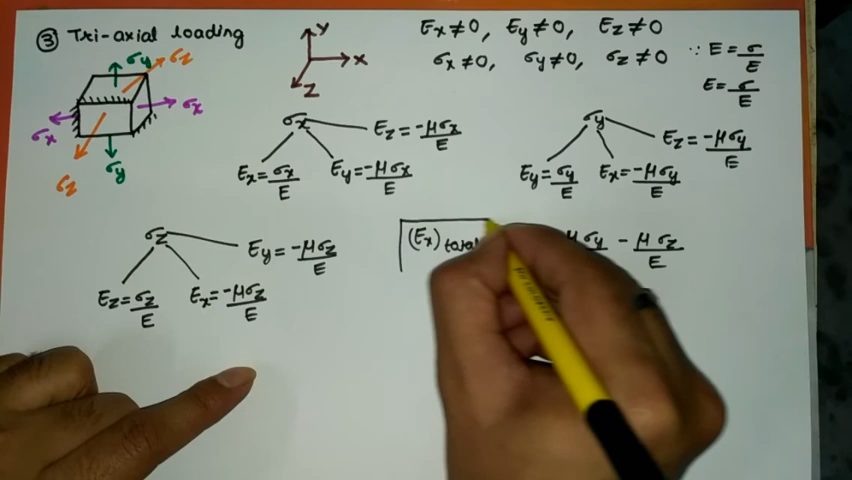 ③ Tri-axial loading
Y
X
Z
Ex≠0, Ey≠0, Ez≠0
σx≠0, σy≠0, σz≠0
∵ E = σ/E
E = σ/E
σy
σz
σx
σx
σz
σy
σx
Ez = -μσx/E
Ex = σx/E
Ey = -μσx/E
σy
Ez = -μσy/E
Ey = σy/E
Ex = -μσy/E
σz
Ey = -μσz/E
Ez = σz/E
Ex = -μσz/E
(Ex)total
μσy - μσz/E